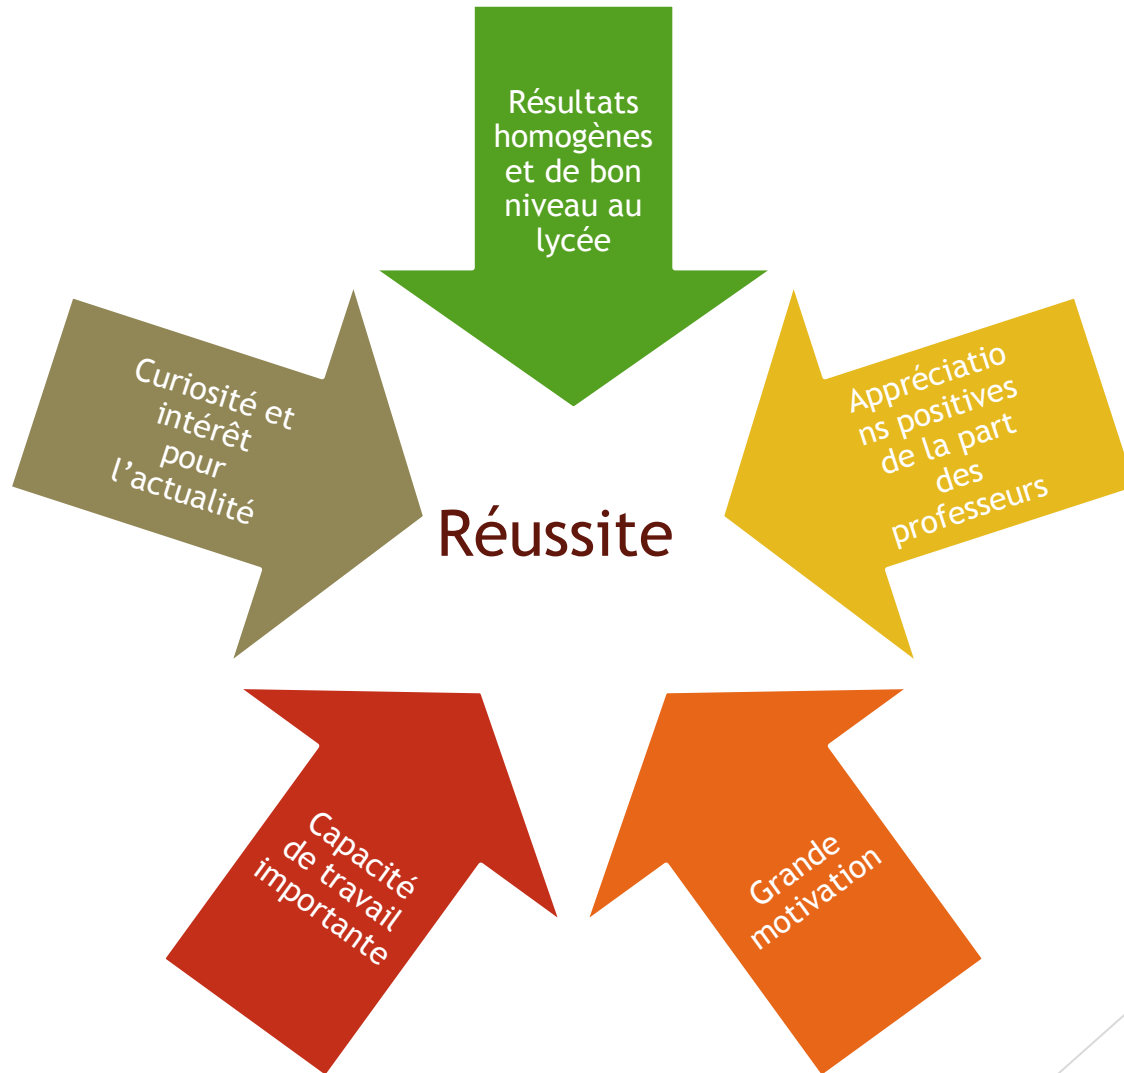 Résultats
homogènes
et de bon
niveau au
lycée
Appréciatio
ns positives
de la part
des
professeurs
Grande
motivation
Capacité
de travail
importante
Curiosité et
intérêt
pour
l’actualité
Réussite